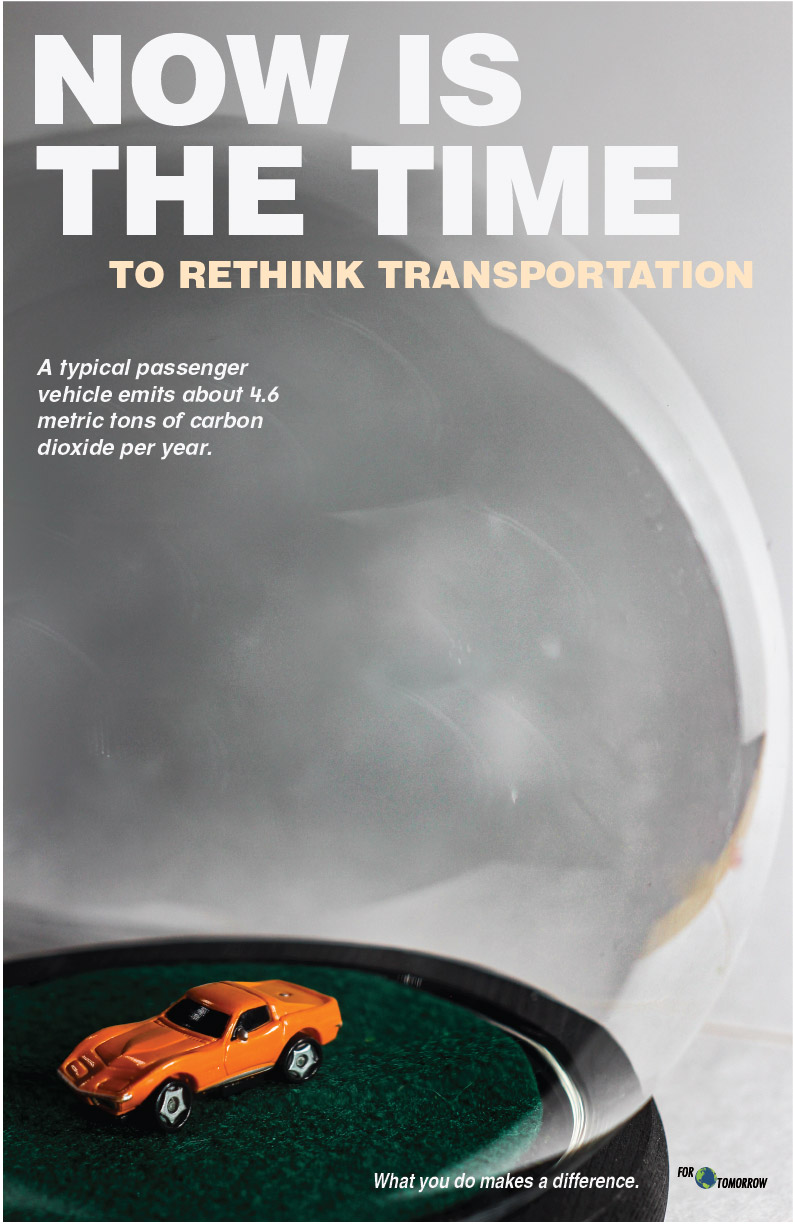 NOW IS
THE TIME
TO RETHINK TRANSPORTATION
A typical passenger
vehicle emits about 4.6
metric tons of carbon
dioxide per year.
What you do makes a difference.
FOR TOMORROW